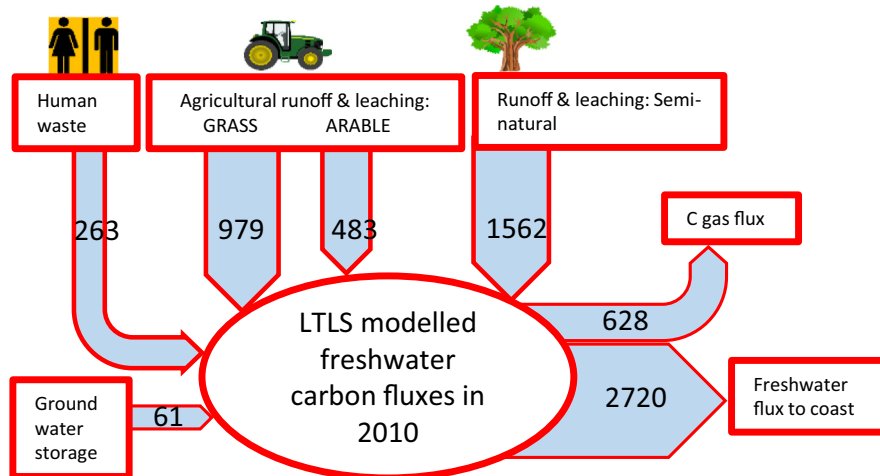 Human
waste
Agricultural runoff & leaching:
GRASS ARABLE
Runoff & leaching: Semi-
natural
263
979
483
1562
C gas flux
628
LTLS modelled
freshwater
carbon fluxes in
2010
2720
Freshwater
flux to coast
Ground
water
storage
61